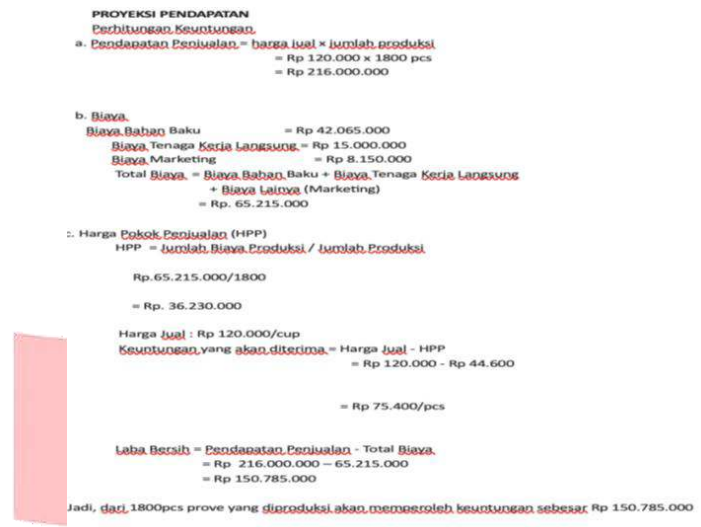 PROYEKSI PENDAPATAN
Perhitungan Keuntungan
a. Pendapatan Penjualan = harga jual x jumlah produksi
= Rp 120.000 x 1800 pcs
= Rp 216.000.000
b. Biaya
Biaya Bahan Baku = Rp 42.065.000
Biaya Tenaga Kerja Langsung = Rp 15.000.000
Biaya Marketing = Rp 8.150.000
Total Biaya = Biaya Bahan Baku + Biaya Tenaga Kerja Langsung
+ Biaya Lainya (Marketing)
= Rp. 65.215.000
c. Harga Pokok Penjualan (HPP)
HPP = Jumlah Biaya Produksi / Jumlah Produksi
Rp.65.215.000/1800
= Rp. 36.230.000
Harga Jual : Rp 120.000/cup
Keuntungan yang akan diterima = Harga Jual - HPP
= Rp 120.000 - Rp 44.600
= Rp 75.400/pcs
Laba Bersih = Pendapatan Penjualan - Total Biaya
= Rp 216.000.000 – 65.215.000
= Rp 150.785.000
Jadi, dari 1800pcs prove yang diproduksi akan memperoleh keuntungan sebesar Rp 150.785.000